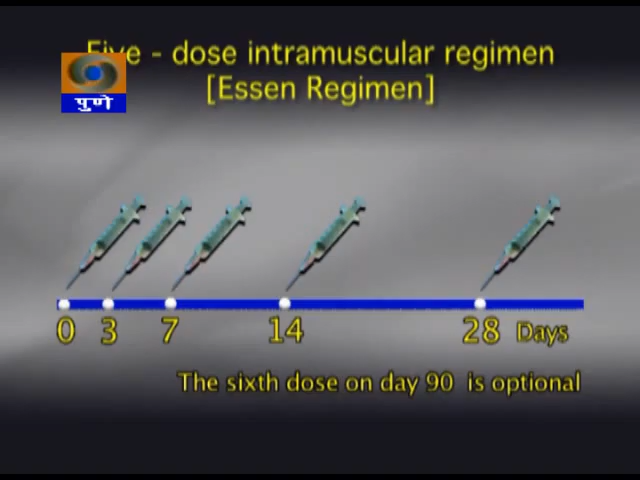 Five - dose intramuscular regimen
[Essen Regimen]
पुणे
0 3 7 14 28 Days
The sixth dose on day 90 is optional